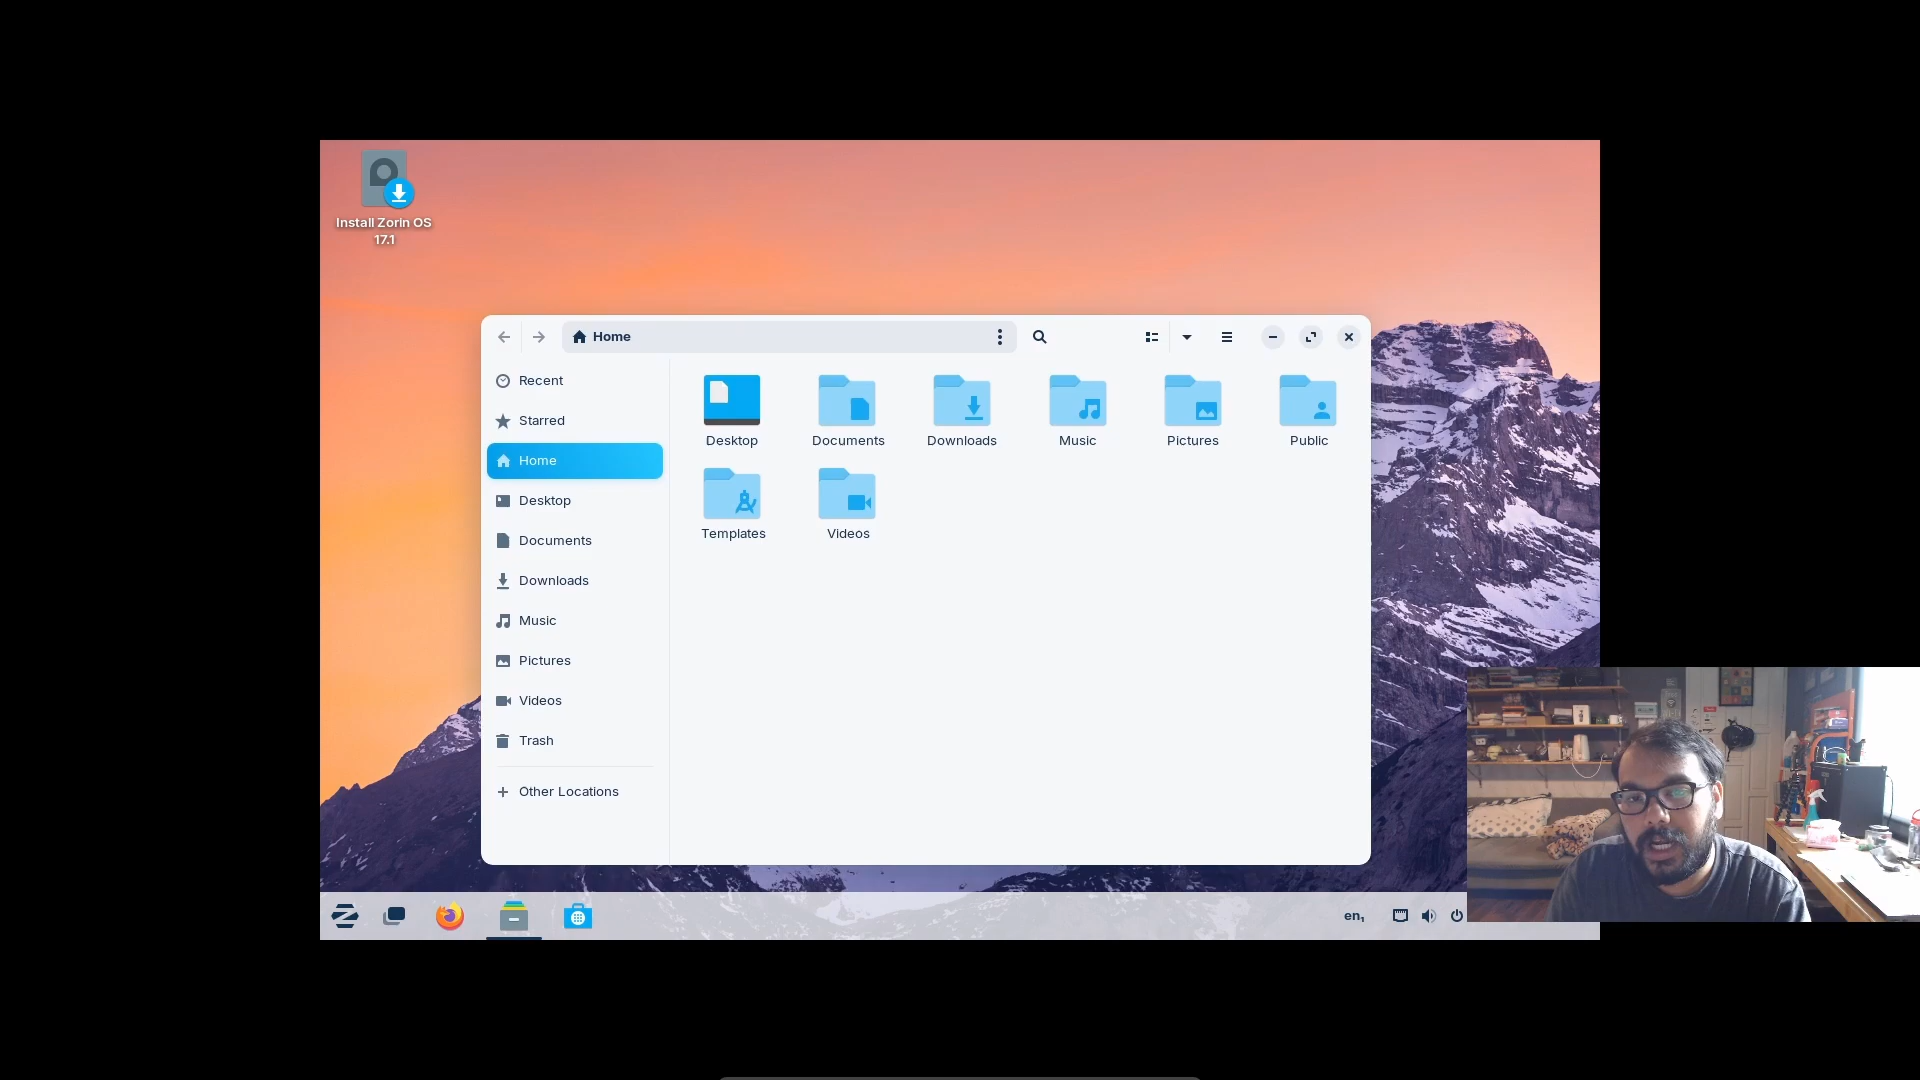 Install Zorin OS
17.1
Home
Recent
Starred
Home
Desktop
Documents
Downloads
Music
Pictures
Videos
Trash
Other Locations
Desktop
Documents
Downloads
Music
Pictures
Public
Templates
Videos
en₁